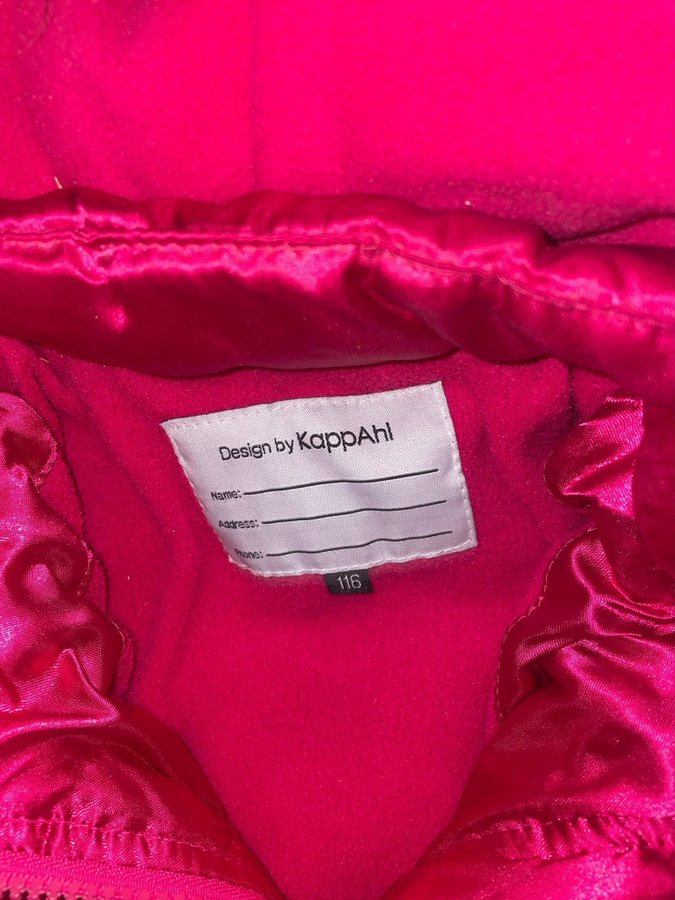 Design by KappAhl
Name:
Address:
Phone:
116